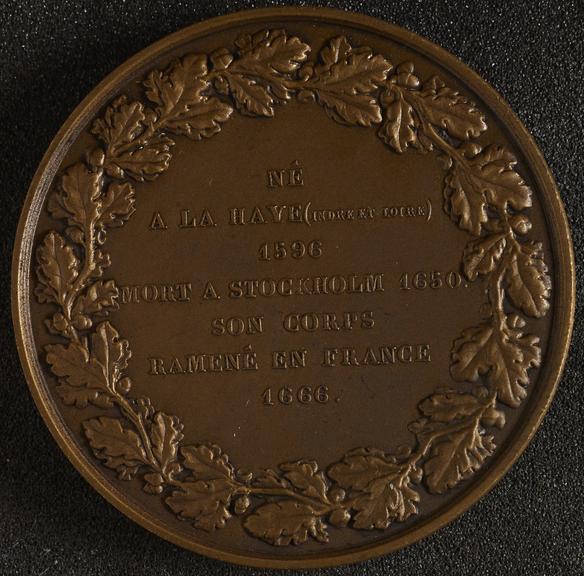 NÉ
A LA HAYE (INDRE ET LOIRE)
1596
MORT A STOCKHOLM 1650.
SON CORPS
RAMENÉ EN FRANCE
1666.